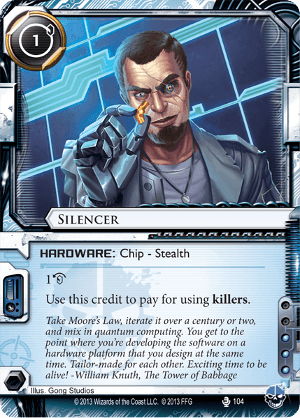 1
SILENCER
HARDWARE: Chip - Stealth
1
Use this credit to pay for using killers.
Take Moore's Law, iterate it over a century or two,
and mix in quantum computing. You get to the
point where you're developing the software on a
hardware platform that you design at the same
time. Tailor-made for each other. Exciting time to be
alive! -William Knuth, The Tower of Babbage
Illus. Gong Studios
© 2013 Wizards of the Coast LLC. © 2013 FFG
104